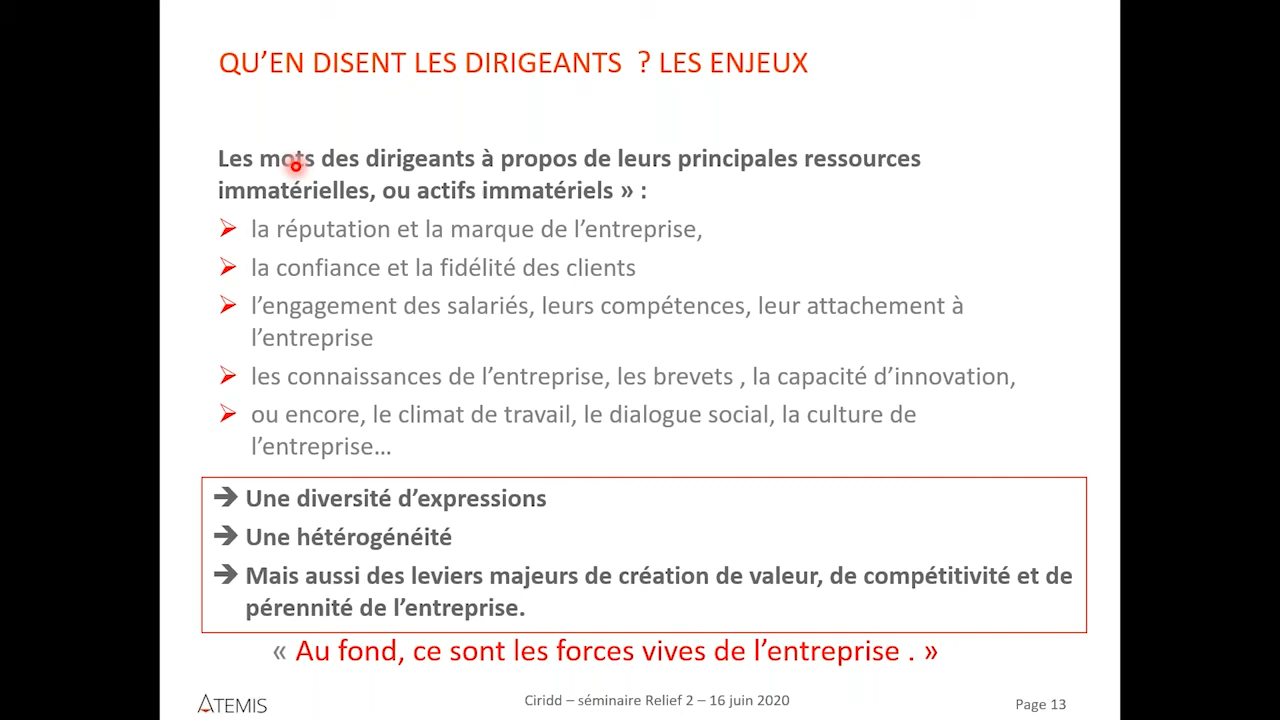 QU’EN DISENT LES DIRIGEANTS ? LES ENJEUX
Les mots des dirigeants à propos de leurs principales ressources
immatérielles, ou actifs immatériels » :
la réputation et la marque de l’entreprise,
la confiance et la fidélité des clients
l’engagement des salariés, leurs compétences, leur attachement à
l’entreprise
les connaissances de l’entreprise, les brevets , la capacité d’innovation,
ou encore, le climat de travail, le dialogue social, la culture de
l’entreprise…
➔ Une diversité d’expressions
➔ Une hétérogénéité
➔ Mais aussi des leviers majeurs de création de valeur, de compétitivité et de
pérennité de l’entreprise.
« Au fond, ce sont les forces vives de l’entreprise . »
ATEMIS
Ciridd – séminaire Relief 2 – 16 juin 2020
Page 13